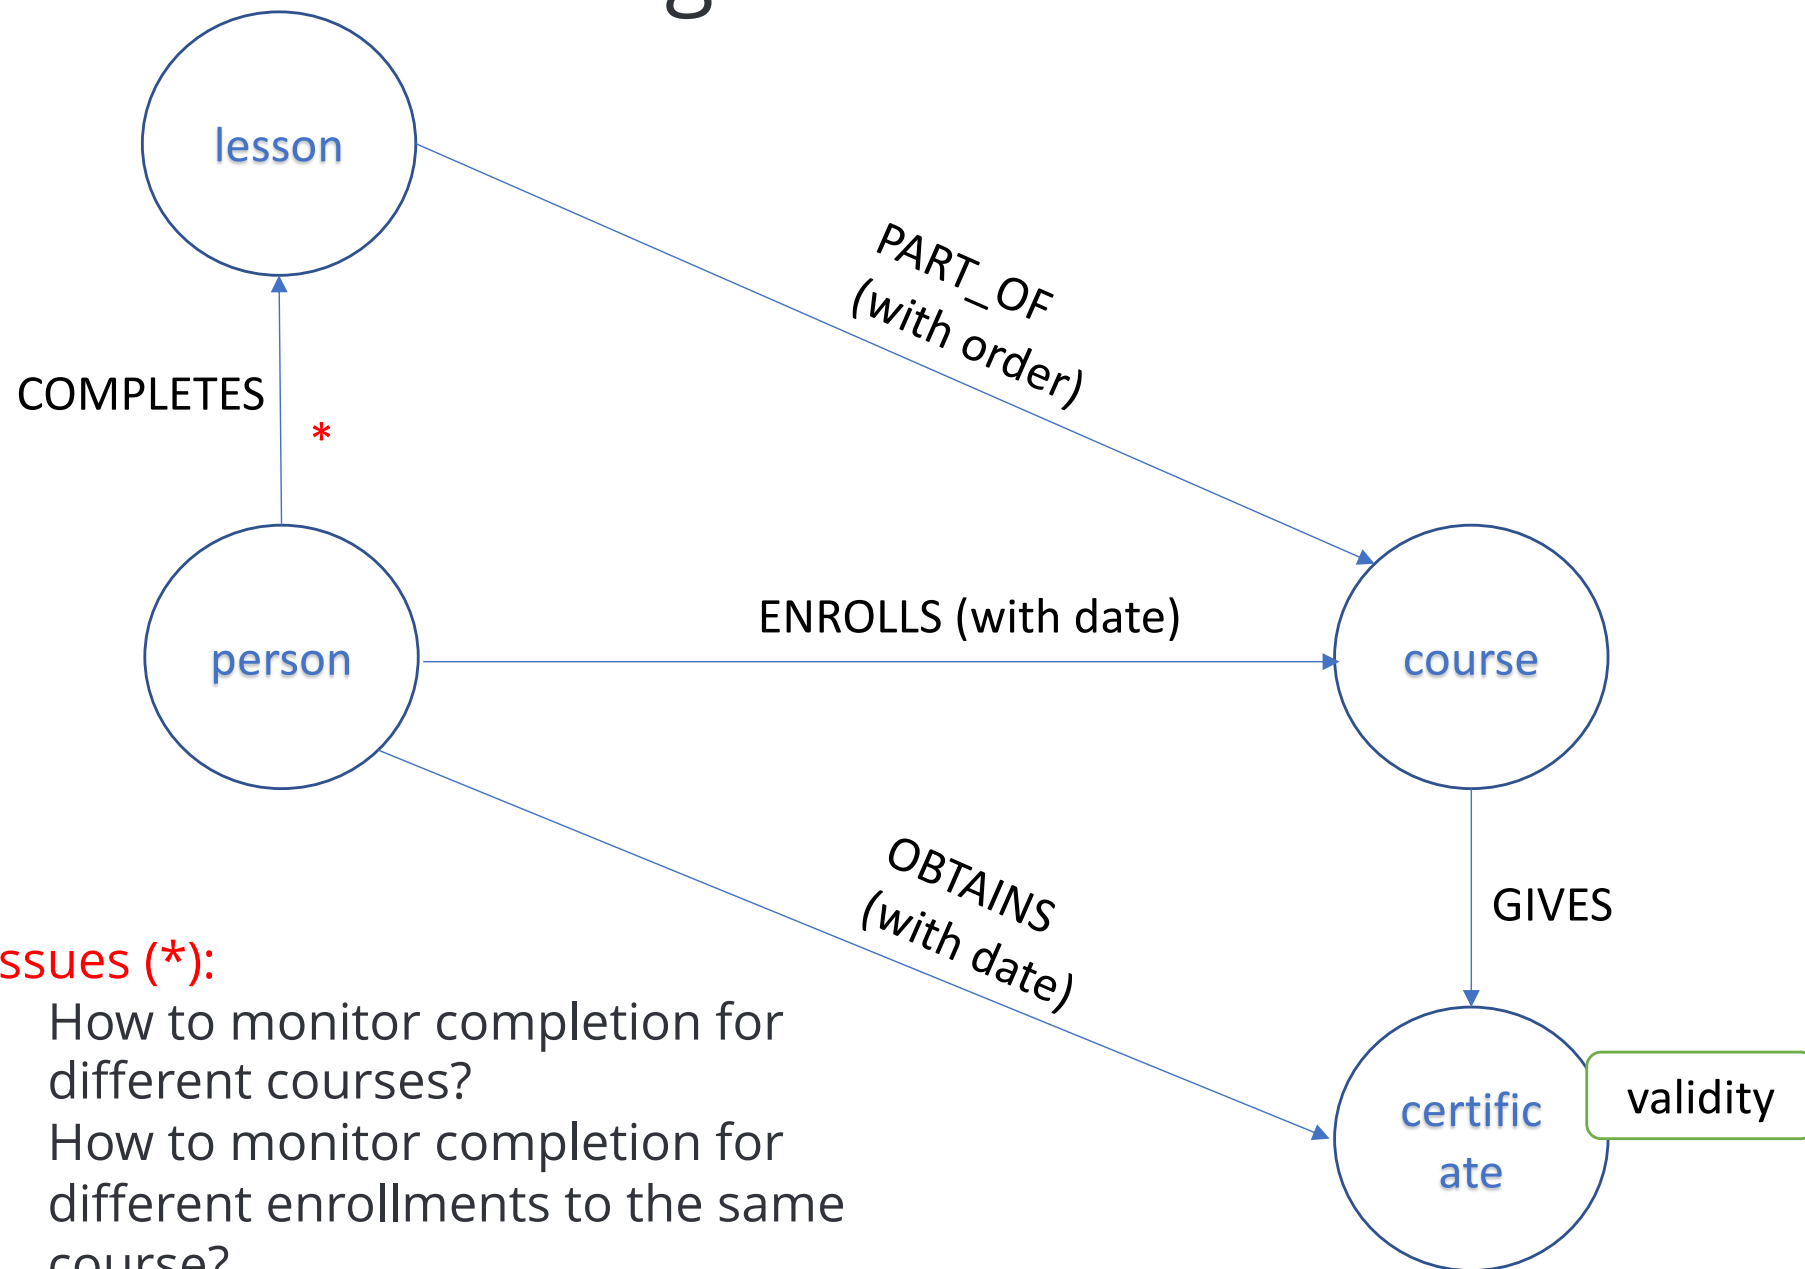 lesson
PART_OF
(with order)
COMPLETES
*
ENROLLS (with date)
person
course
OBTAINS
(with date)
GIVES
ssues (*):
How to monitor completion for
different courses?
How to monitor completion for
different enrollments to the same
course?
certific
ate
validity